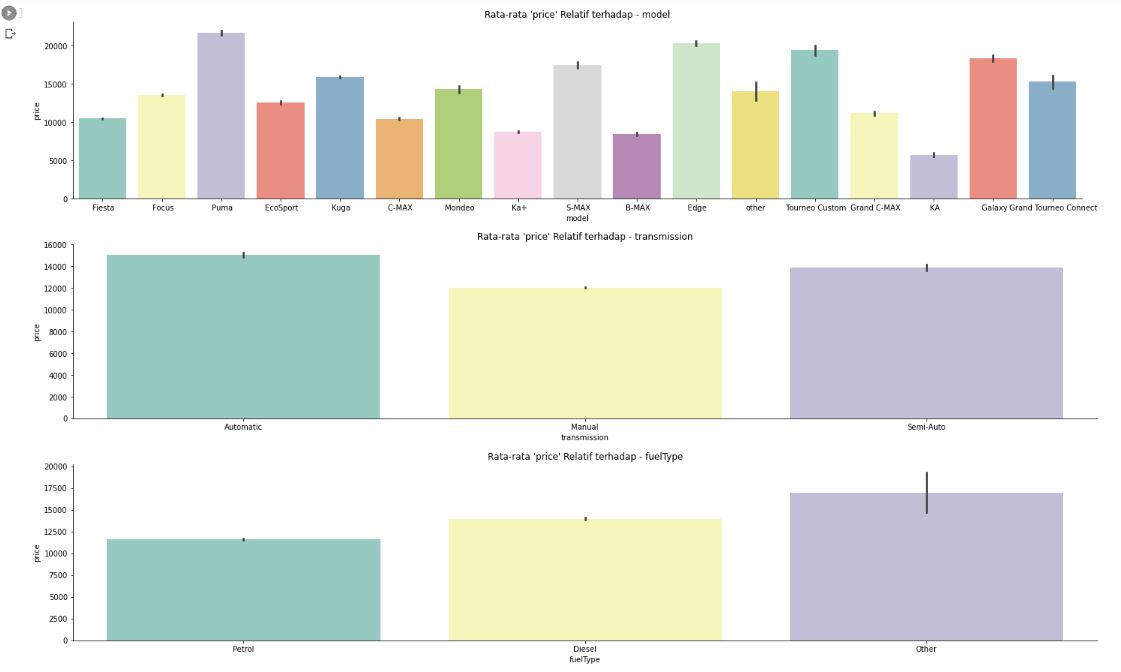 Rata-rata 'price' Relatif terhadap - model
20000
15000
10000
5000
0
price
Fiesta Focus Puma EcoSport Kuga C-MAX Mondeo Ka+ S-MAX B-MAX Edge other Tourneo Custom Grand C-MAX KA Galaxy Grand Tourneo Connect
model
Rata-rata 'price' Relatif terhadap - transmission
16000
14000
12000
10000
8000
6000
4000
2000
0
price
Automatic Manual Semi-Auto
transmission
Rata-rata 'price' Relatif terhadap - fuelType
20000
17500
15000
12500
10000
7500
5000
2500
0
price
Petrol Diesel Other
fuelType